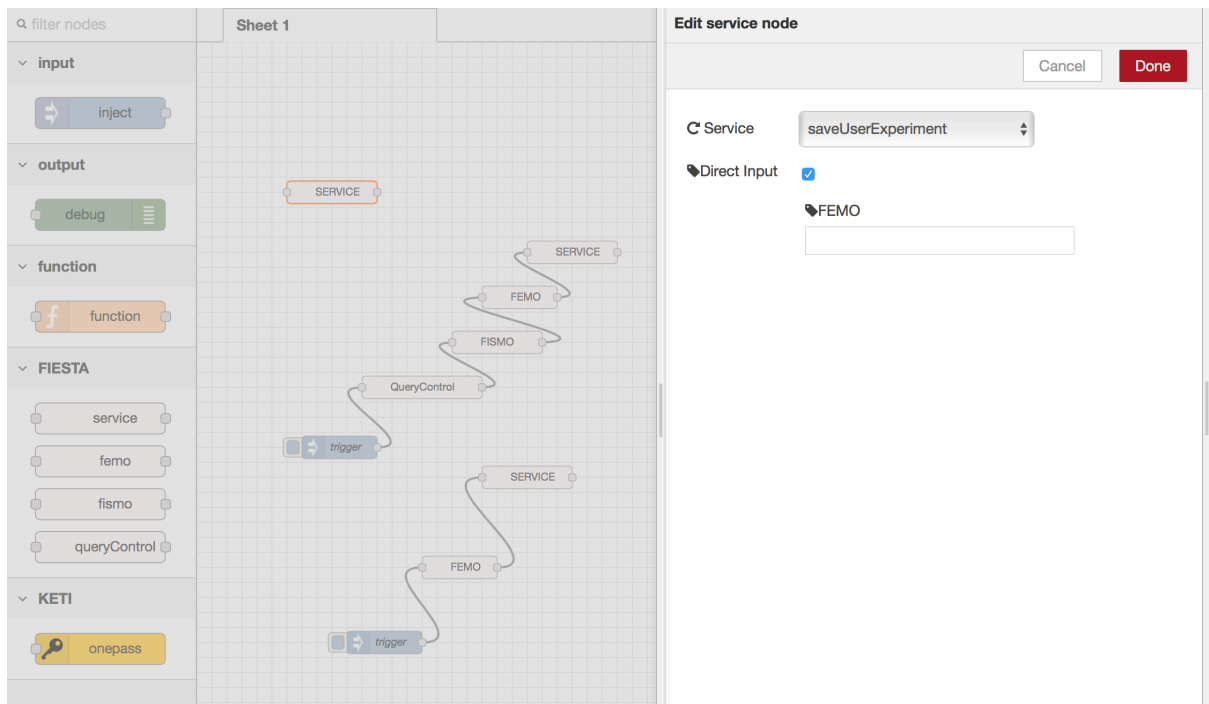 filter nodes
Sheet 1
input
inject
output
debug
function
function
FIESTA
service
femo
fismo
queryControl
KETI
onepass
SERVICE
SERVICE
FEMO
FISMO
QueryControl
trigger
SERVICE
FEMO
trigger
Edit service node
Cancel
Done
Service
saveUserExperiment
Direct Input
FEMO